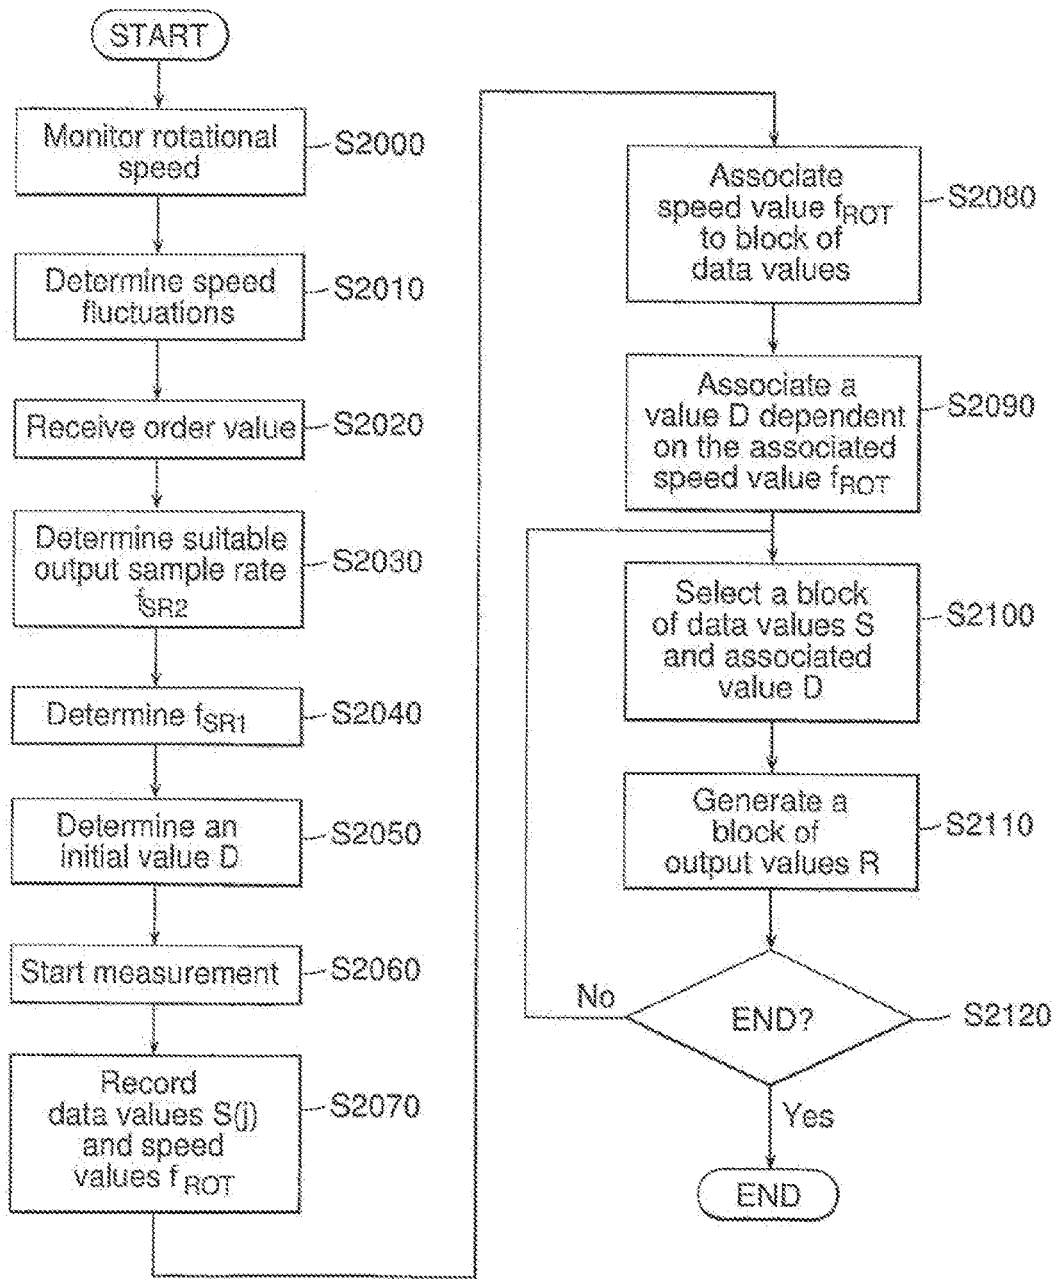 START
Monitor rotational
speed
S2000
Determine speed
fluctuations
S2010
Receive order value
S2020
Determine suitable
output sample rate
fSR2
S2030
Determine fSR1
S2040
Determine an
initial value D
S2050
Start measurement
S2060
Record
data values S(j)
and speed
values fROT
S2070
Associate
speed value fROT
to block of
data values
S2080
Associate a
value D dependent
on the associated
speed value fROT
S2090
Select a block
of data values S
and associated
value D
S2100
Generate a
block of
output values R
S2110
No
END?
S2120
Yes
END